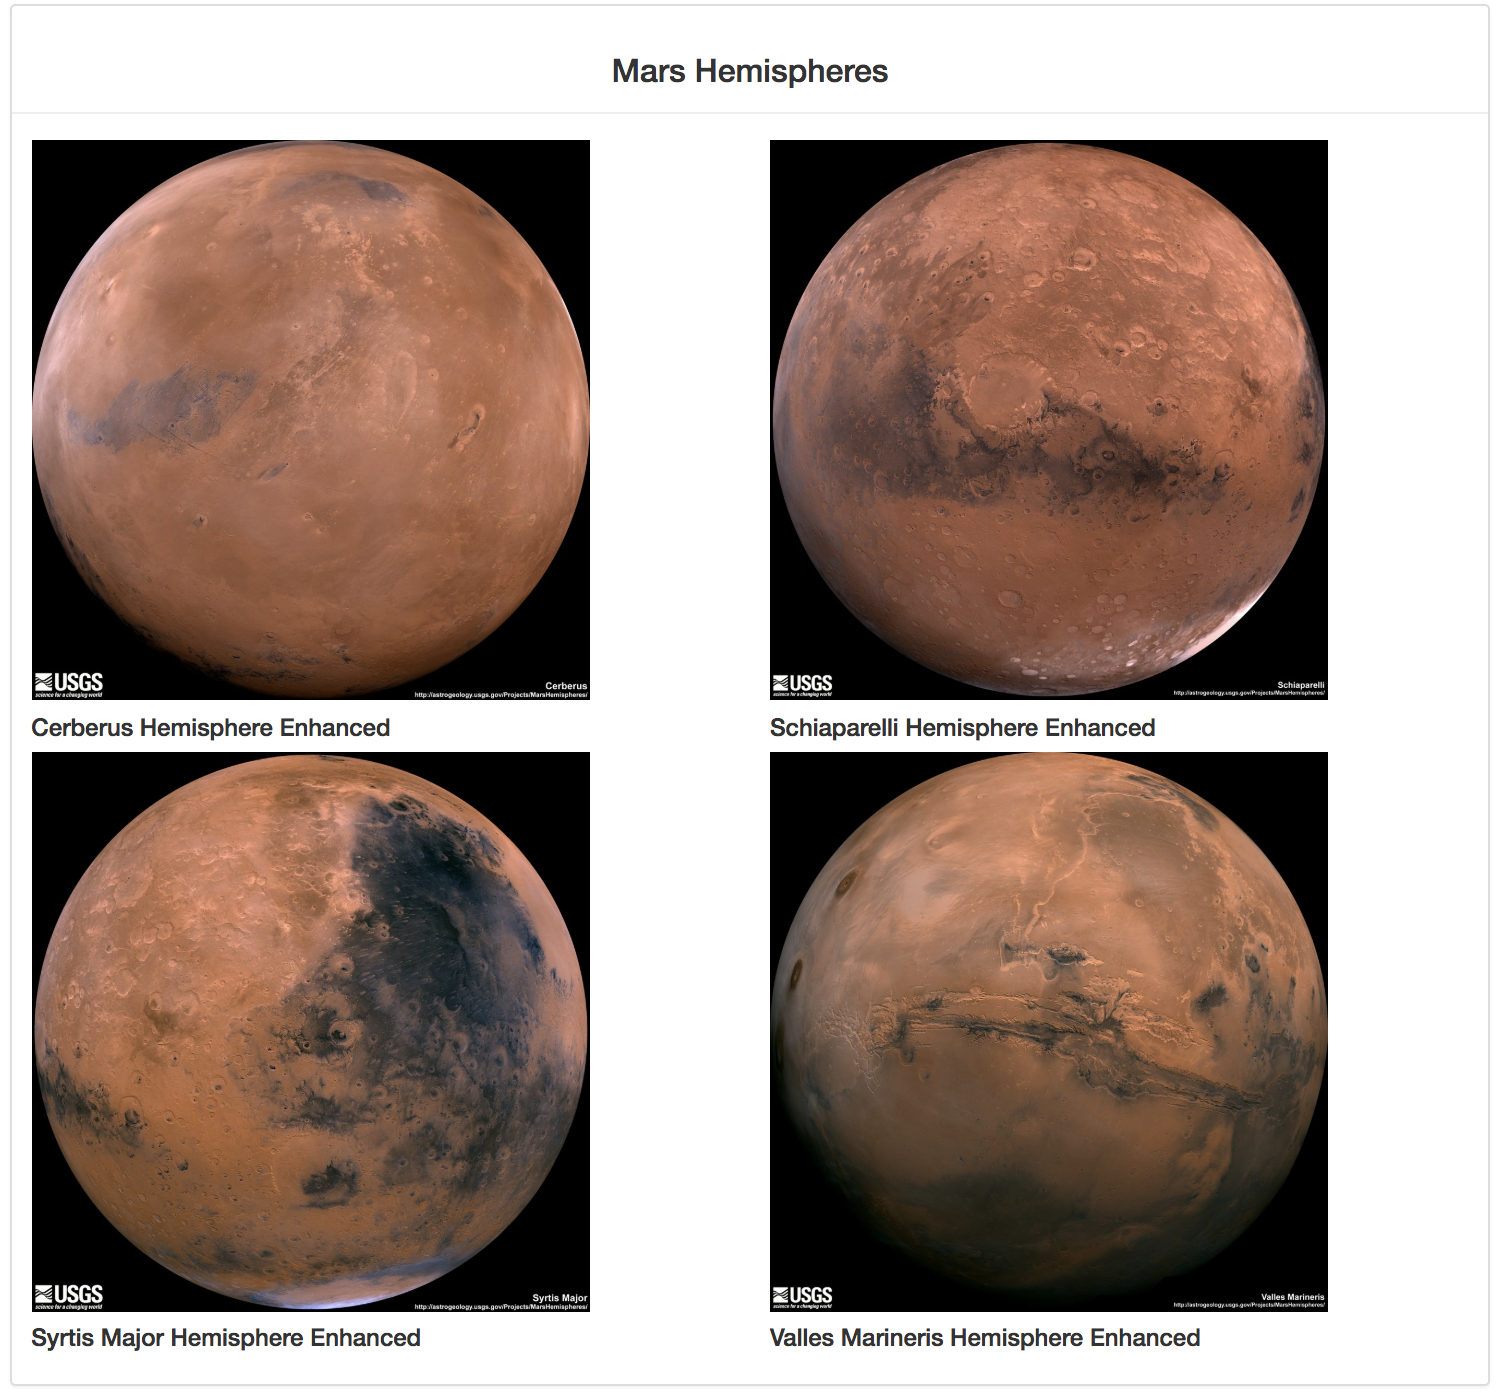 Mars Hemispheres
USGS
science for a changing world
Cerberus
http://astrogeology.usgs.gov/Projects/MarsHemispheres/
USGS
science for a changing world
Schiaparelli
http://astrogeology.usgs.gov/Projects/MarsHemispheres/
Cerberus Hemisphere Enhanced
Schiaparelli Hemisphere Enhanced
USGS
science for a changing world
Syrtis Major
http://astrogeology.usgs.gov/Projects/MarsHemispheres/
USGS
science for a changing world
Valles Marineris
http://astrogeology.usgs.gov/Projects/MarsHemispheres/
Syrtis Major Hemisphere Enhanced
Valles Marineris Hemisphere Enhanced